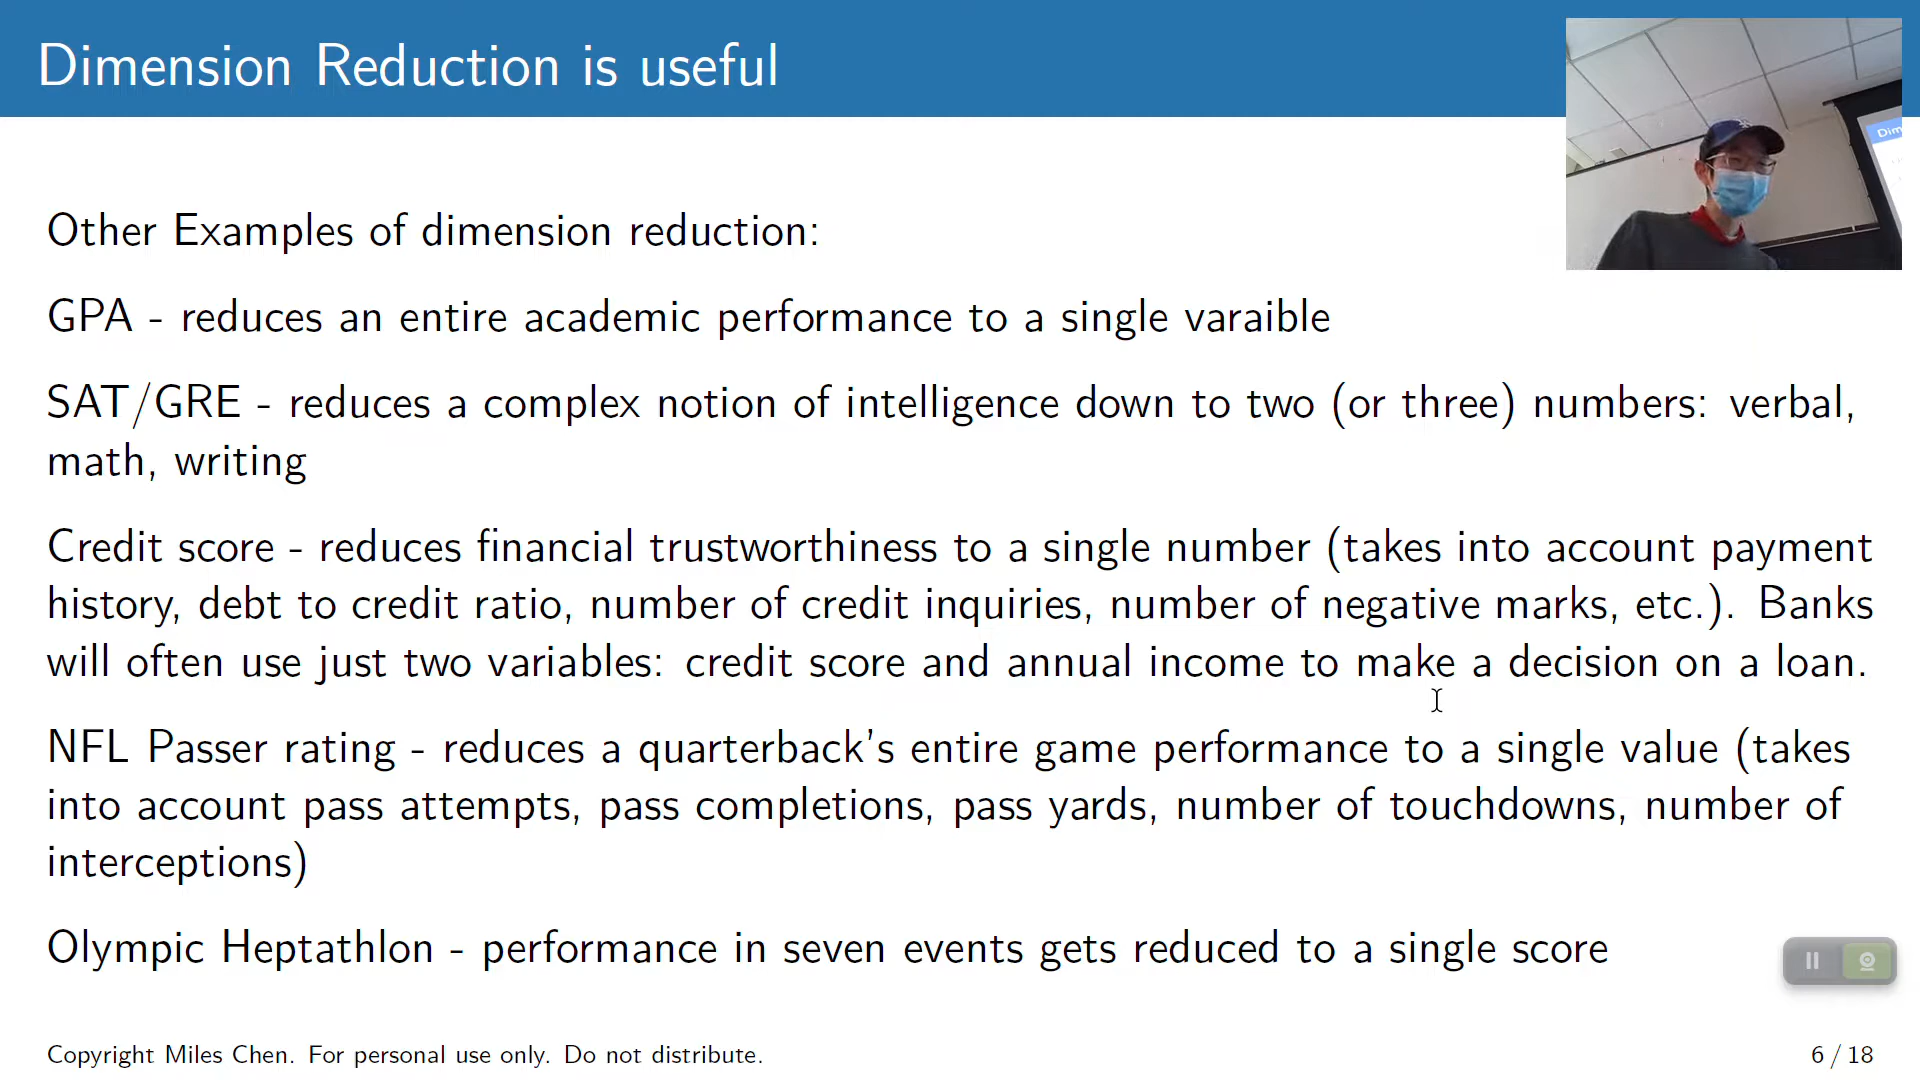 Dimension Reduction is useful
Dim
Other Examples of dimension reduction:
GPA - reduces an entire academic performance to a single varaible
SAT/GRE - reduces a complex notion of intelligence down to two (or three) numbers: verbal,
math, writing
Credit score - reduces financial trustworthiness to a single number (takes into account payment
history, debt to credit ratio, number of credit inquiries, number of negative marks, etc.). Banks
will often use just two variables: credit score and annual income to make a decision on a loan.
NFL Passer rating - reduces a quarterback's entire game performance to a single value (takes
into account pass attempts, pass completions, pass yards, number of touchdowns, number of
interceptions)
Olympic Heptathlon - performance in seven events gets reduced to a single score
Copyright Miles Chen. For personal use only. Do not distribute.
6 / 18